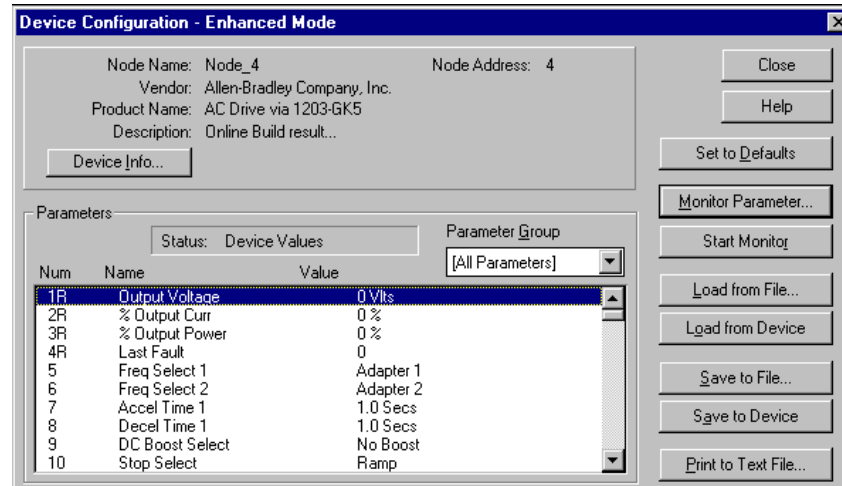 Device Configuration - Enhanced Mode
Node Name: Node_4 Node Address: 4
Vendor: Allen-Bradley Company, Inc.
Product Name: AC Drive via 1203-GK5
Description: Online Build result...
Device Info...
Close
Help
Set to Defaults
Monitor Parameter...
Start Monitor
Load from File...
Load from Device
Save to File...
Save to Device
Print to Text File...
Parameters
Status: Device Values
Parameter Group
[All Parameters]
Num Name Value
1R Output Voltage 0 Vlts
2R % Output Curr 0 %
3R % Output Power 0 %
4R Last Fault 0
5 Freq Select 1 Adapter 1
6 Freq Select 2 Adapter 2
7 Accel Time 1 1.0 Secs
8 Decel Time 1 1.0 Secs
9 DC Boost Select No Boost
10 Stop Select Ramp